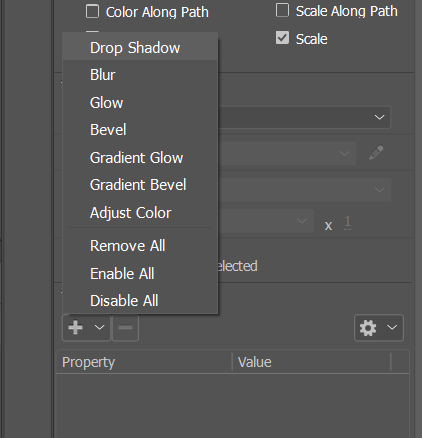 Color Along Path
Scale Along Path
Scale
Drop Shadow
Blur
Glow
Bevel
Gradient Glow
Gradient Bevel
Adjust Color
x 1
Remove All
Enable All
Disable All
Property
Value